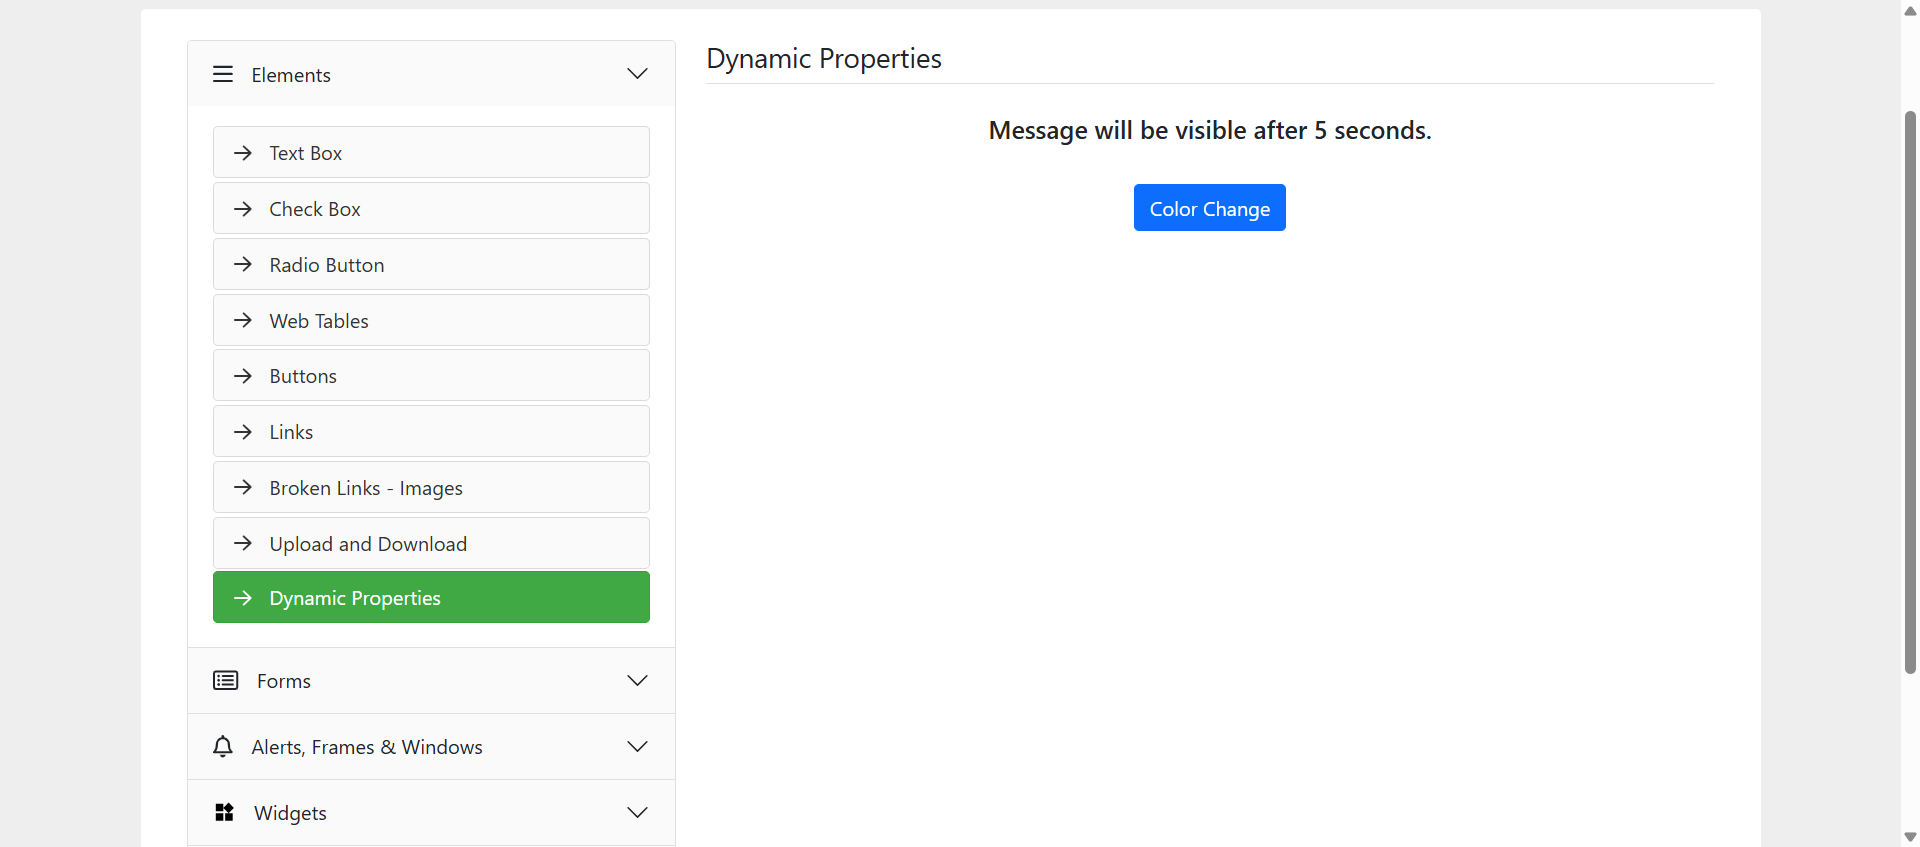 Elements
Text Box
Check Box
Radio Button
Web Tables
Buttons
Links
Broken Links - Images
Upload and Download
Dynamic Properties
Forms
Alerts, Frames & Windows
Widgets
Dynamic Properties
Message will be visible after 5 seconds.
Color Change